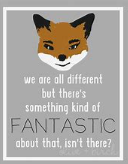 we are all different
but there's
something kind of
FANTASTIC
about that, isn't there?